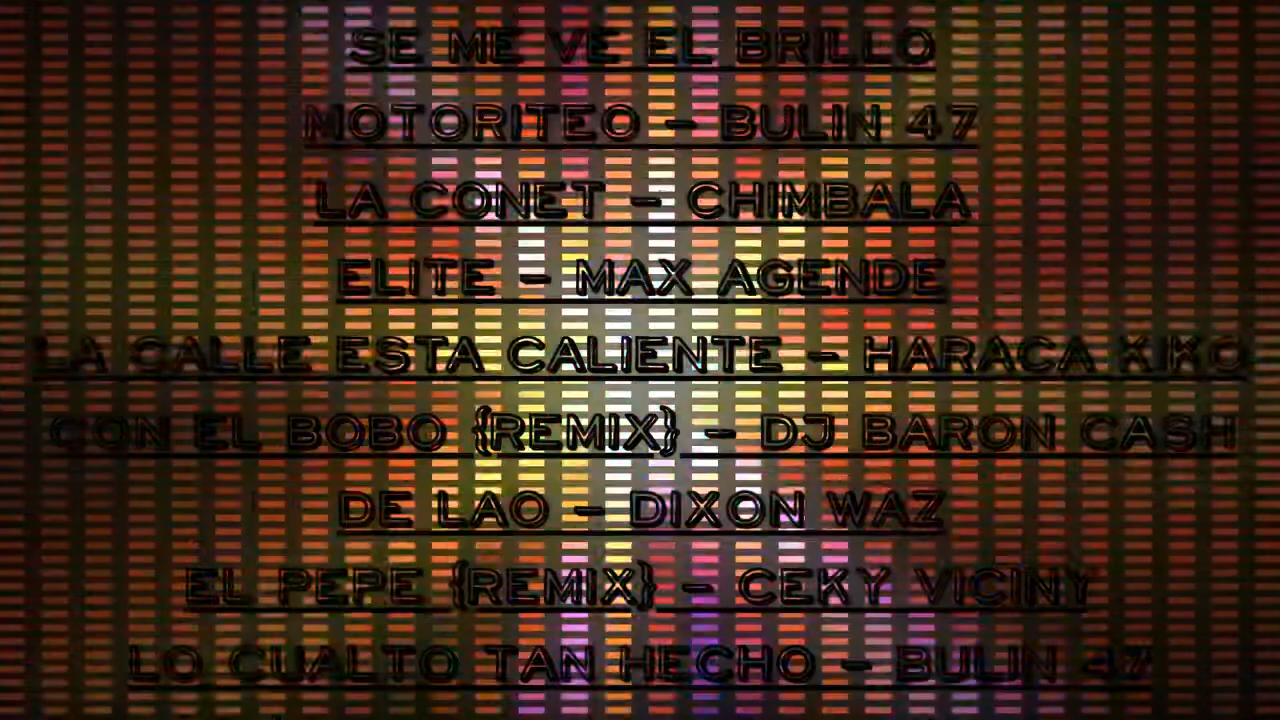 SE ME VE EL BRILLO
MOTORITEO - BULIN 47
LA CONET - CHIMBALA
ELITE - MAX AGENDE
LA CALLE ESTA CALIENTE - HARACA KIKO
CON EL BOBO {REMIX} - DJ BARON CASH
DE LAO - DIXON WAZ
EL PEPE {REMIX} - CEKY VICINY
LO CUALTO TAN HECHO - BULIN 47